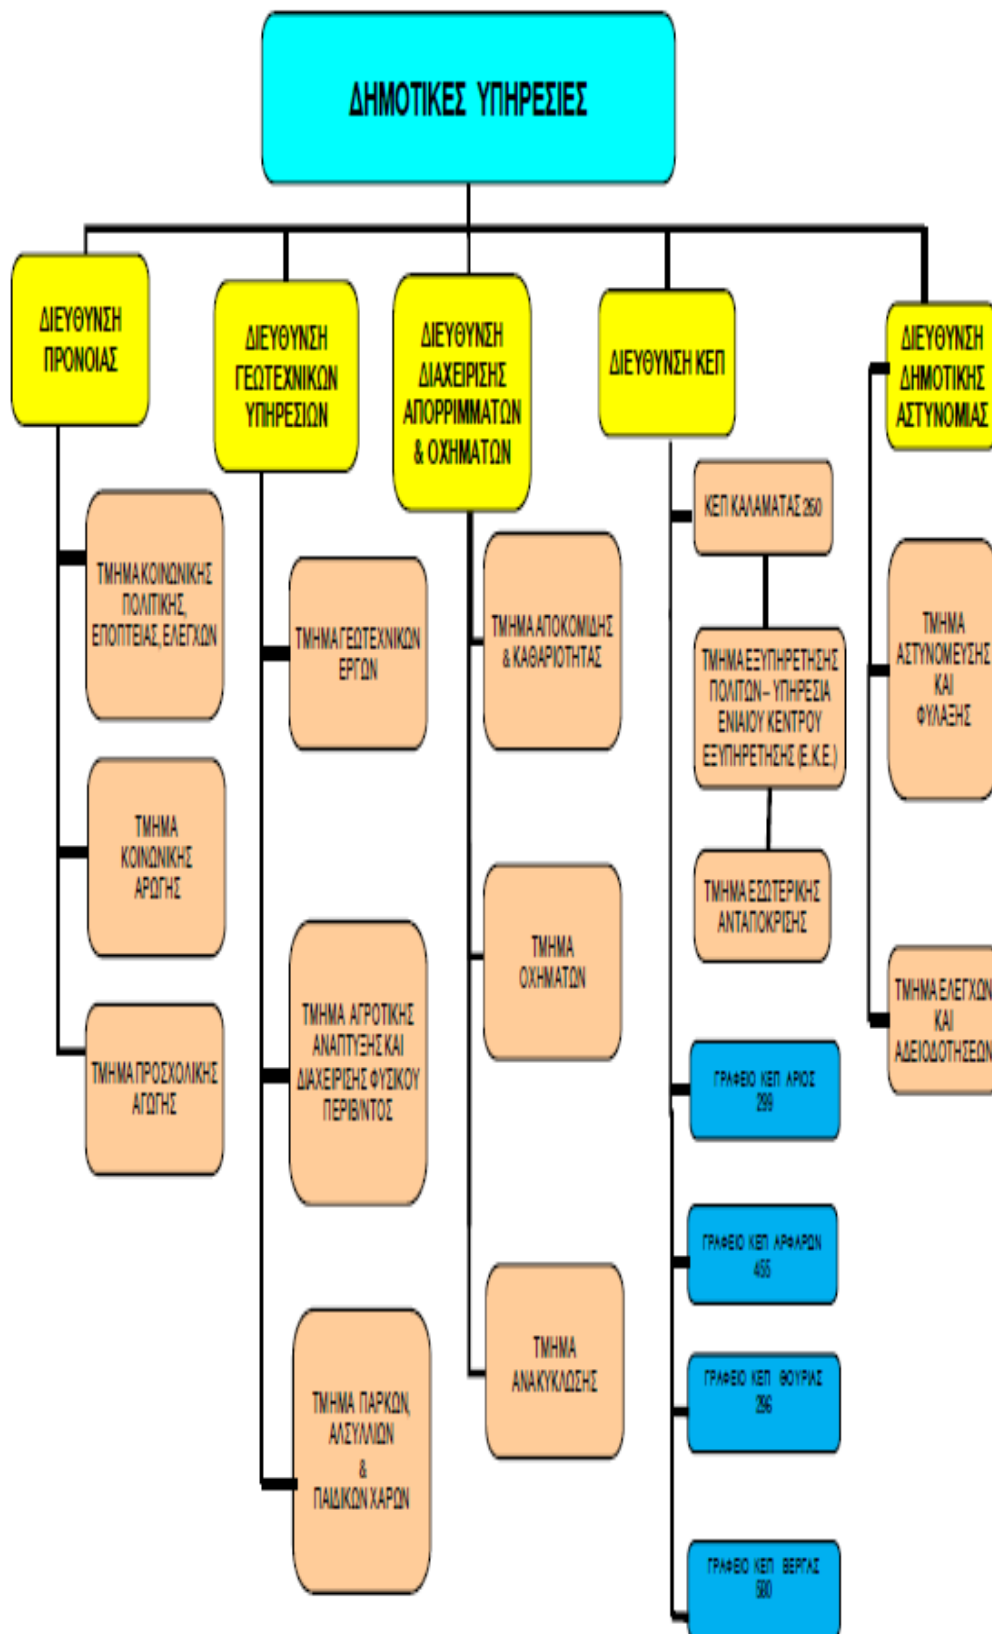 ΔΗΜΟΤΙΚΕΣ ΥΠΗΡΕΣΙΕΣ
ΔΙΕΥΘΥΝΣΗ
ΠΡΟΝΟΙΑΣ
ΤΜΗΜΑ ΚΟΙΝΩΝΙΚΗΣ
ΠΟΛΙΤΙΚΗΣ,
ΕΠΟΠΤΕΙΑΣ, ΕΛΕΓΧΩΝ
ΤΜΗΜΑ
ΚΟΙΝΩΝΙΚΗΣ
ΑΡΩΓΗΣ
ΤΜΗΜΑ ΠΡΟΣΧΟΛΙΚΗΣ
ΑΓΩΓΗΣ
ΔΙΕΥΘΥΝΣΗ
ΓΕΩΤΕΧΝΙΚΩΝ
ΥΠΗΡΕΣΙΩΝ
ΤΜΗΜΑ ΓΕΩΤΕΧΝΙΚΩΝ
ΕΡΓΩΝ
ΤΜΗΜΑ ΑΓΡΟΤΙΚΗΣ
ΑΝΑΠΤΥΞΗΣ ΚΑΙ
ΔΙΑΧΕΙΡΙΣΗΣ ΦΥΣΙΚΟΥ
ΠΕΡΙΒ/ΝΤΟΣ
ΤΜΗΜΑ ΠΑΡΚΩΝ,
ΑΛΣΥΛΛΙΩΝ
&
ΠΑΙΔΙΚΩΝ ΧΑΡΩΝ
ΔΙΕΥΘΥΝΣΗ
ΔΙΑΧΕΙΡΙΣΗΣ
ΑΠΟΡΡΙΜΜΑΤΩΝ
& ΟΧΗΜΑΤΩΝ
ΤΜΗΜΑ ΑΠΟΚΟΜΙΔΗΣ
& ΚΑΘΑΡΙΟΤΗΤΑΣ
ΤΜΗΜΑ
ΟΧΗΜΑΤΩΝ
ΤΜΗΜΑ
ΑΝΑΚΥΚΛΩΣΗΣ
ΔΙΕΥΘΥΝΣΗ ΚΕΠ
ΚΕΠ ΚΑΛΑΜΑΤΑΣ 260
ΤΜΗΜΑ ΕΞΥΠΗΡΕΤΗΣΗΣ
ΠΟΛΙΤΩΝ – ΥΠΗΡΕΣΙΑ
ΕΝΙΑΙΟΥ ΚΕΝΤΡΟΥ
ΕΞΥΠΗΡΕΤΗΣΗΣ (Ε.Κ.Ε.)
ΤΜΗΜΑ ΕΣΩΤΕΡΙΚΗΣ
ΑΝΤΑΠΟΚΡΙΣΗΣ
ΓΡΑΦΕΙΟ ΚΕΠ ΑΡΙΟΣ
299
ΓΡΑΦΕΙΟ ΚΕΠ ΑΡΦΑΡΩΝ
455
ΓΡΑΦΕΙΟ ΚΕΠ ΘΟΥΡΙΑΣ
296
ΓΡΑΦΕΙΟ ΚΕΠ ΒΕΡΓΑΣ
580
ΔΙΕΥΘΥΝΣΗ
ΔΗΜΟΤΙΚΗΣ
ΑΣΤΥΝΟΜΙΑΣ
ΤΜΗΜΑ
ΑΣΤΥΝΟΜΕΥΣΗΣ
ΚΑΙ
ΦΥΛΑΞΗΣ
ΤΜΗΜΑ ΕΛΕΓΧΩΝ
ΚΑΙ
ΑΔΕΙΟΔΟΤΗΣΕΩΝ